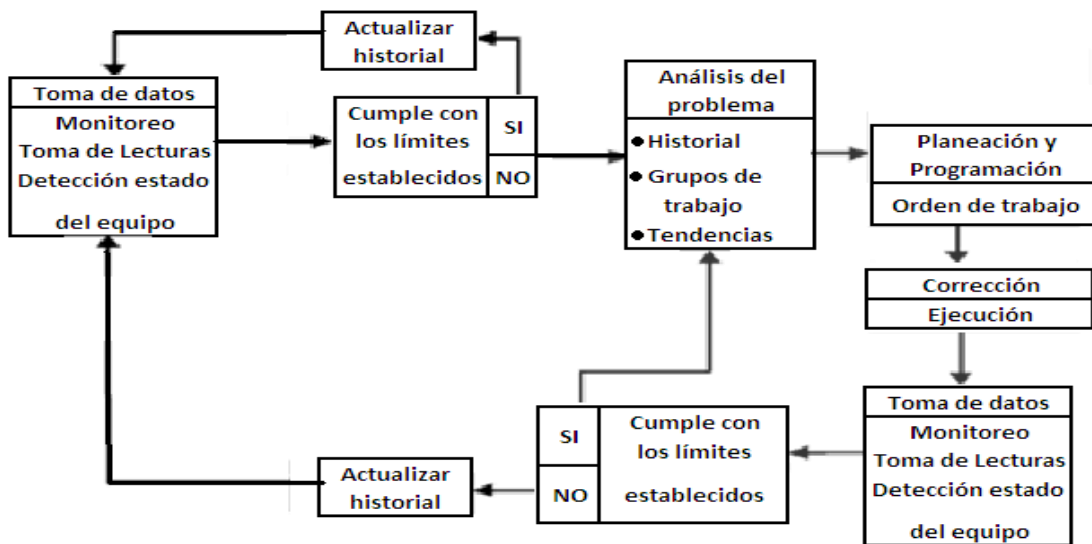 Actualizar
historial
Toma de datos
Monitoreo
Toma de Lecturas
Detección estado
del equipo
Cumple con
los límites
establecidos
SI
NO
Análisis del
problema
● Historial
● Grupos de
trabajo
● Tendencias
Planeación y
Programación
Orden de trabajo
Corrección
Ejecución
Toma de datos
Monitoreo
Toma de Lecturas
Detección estado
del equipo
Cumple con
los límites
establecidos
SI
NO
Actualizar
historial